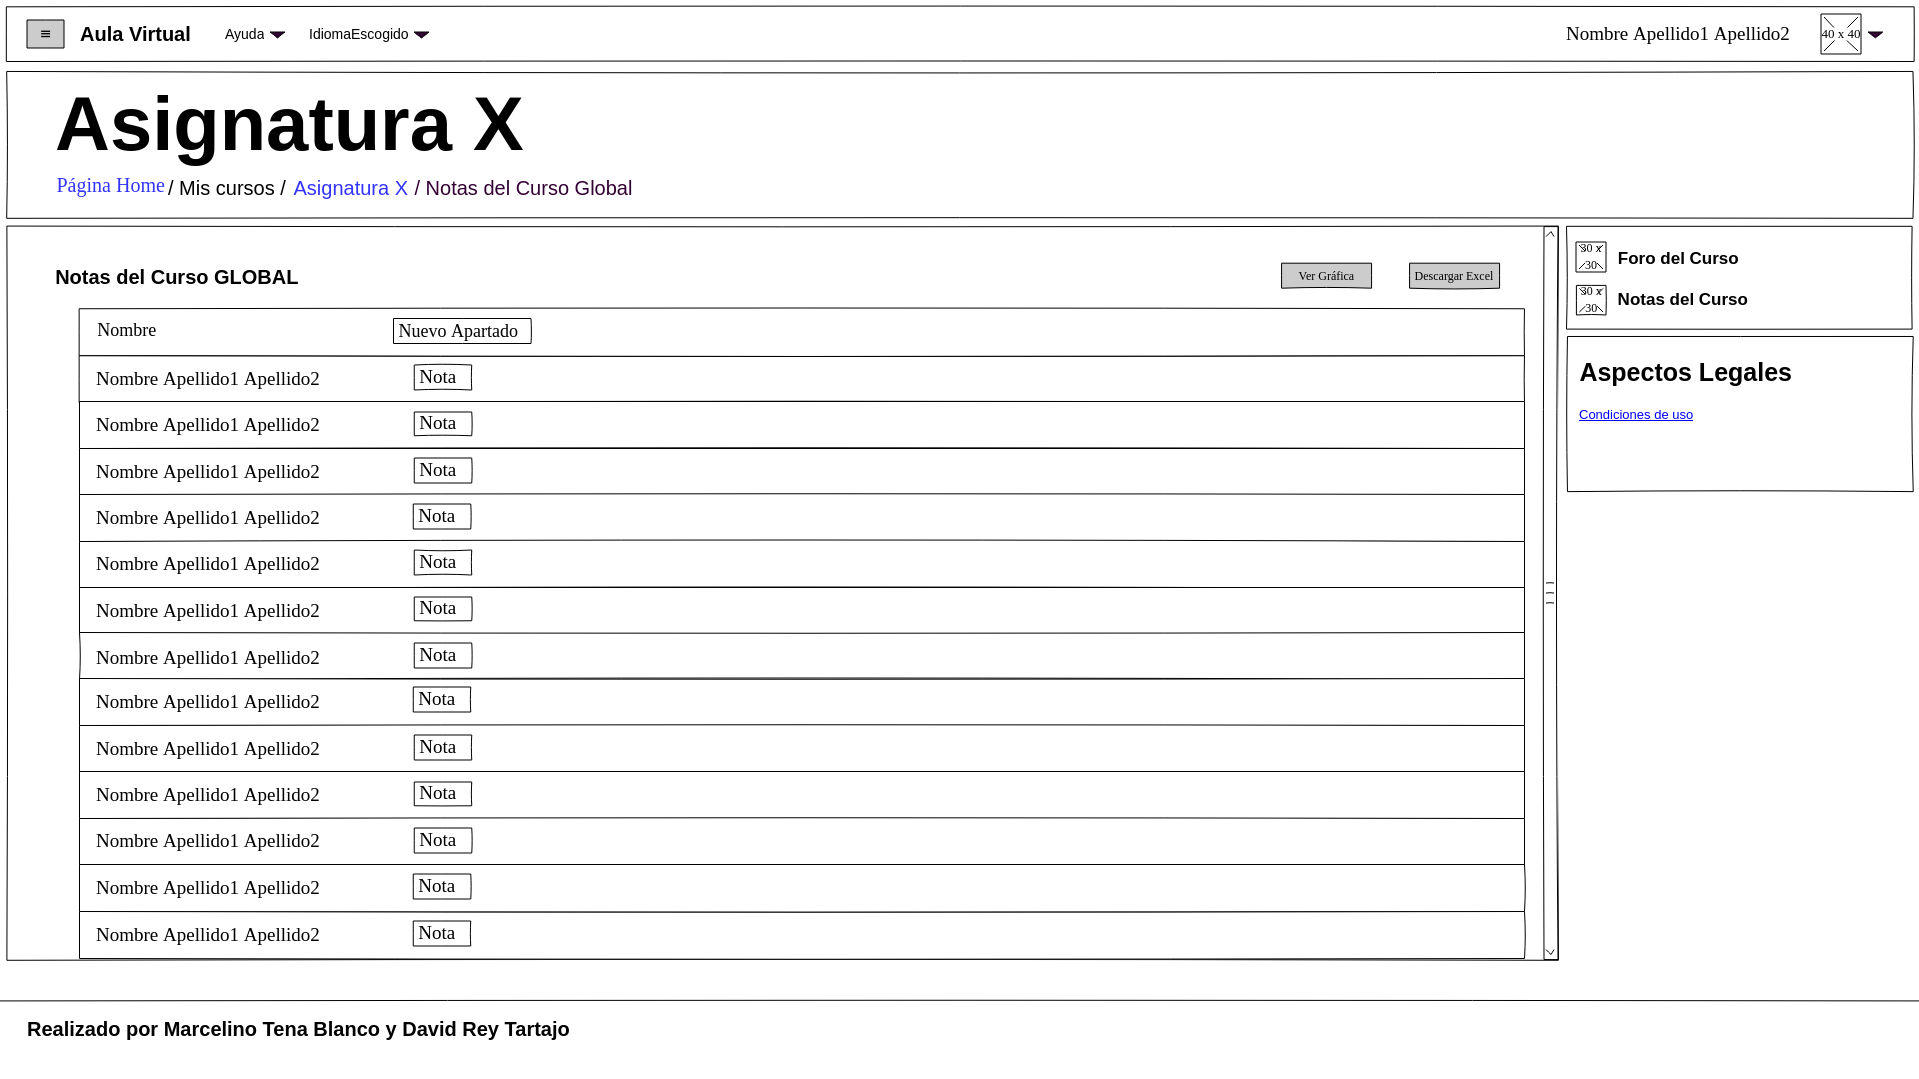 ≡ Aula Virtual Ayuda IdiomaEscogido Nombre Apellido1 Apellido2 40 x 40
Asignatura X
Página Home / Mis cursos / Asignatura X / Notas del Curso Global
Notas del Curso GLOBAL Ver Gráfica Descargar Excel
Nombre Nuevo Apartado
Nombre Apellido1 Apellido2 Nota
Nombre Apellido1 Apellido2 Nota
Nombre Apellido1 Apellido2 Nota
Nombre Apellido1 Apellido2 Nota
Nombre Apellido1 Apellido2 Nota
Nombre Apellido1 Apellido2 Nota
Nombre Apellido1 Apellido2 Nota
Nombre Apellido1 Apellido2 Nota
Nombre Apellido1 Apellido2 Nota
Nombre Apellido1 Apellido2 Nota
Nombre Apellido1 Apellido2 Nota
Nombre Apellido1 Apellido2 Nota
Nombre Apellido1 Apellido2 Nota
30 x
30
Foro del Curso
30 x
30
Notas del Curso
Aspectos Legales
Condiciones de uso
Realizado por Marcelino Tena Blanco y David Rey Tartajo